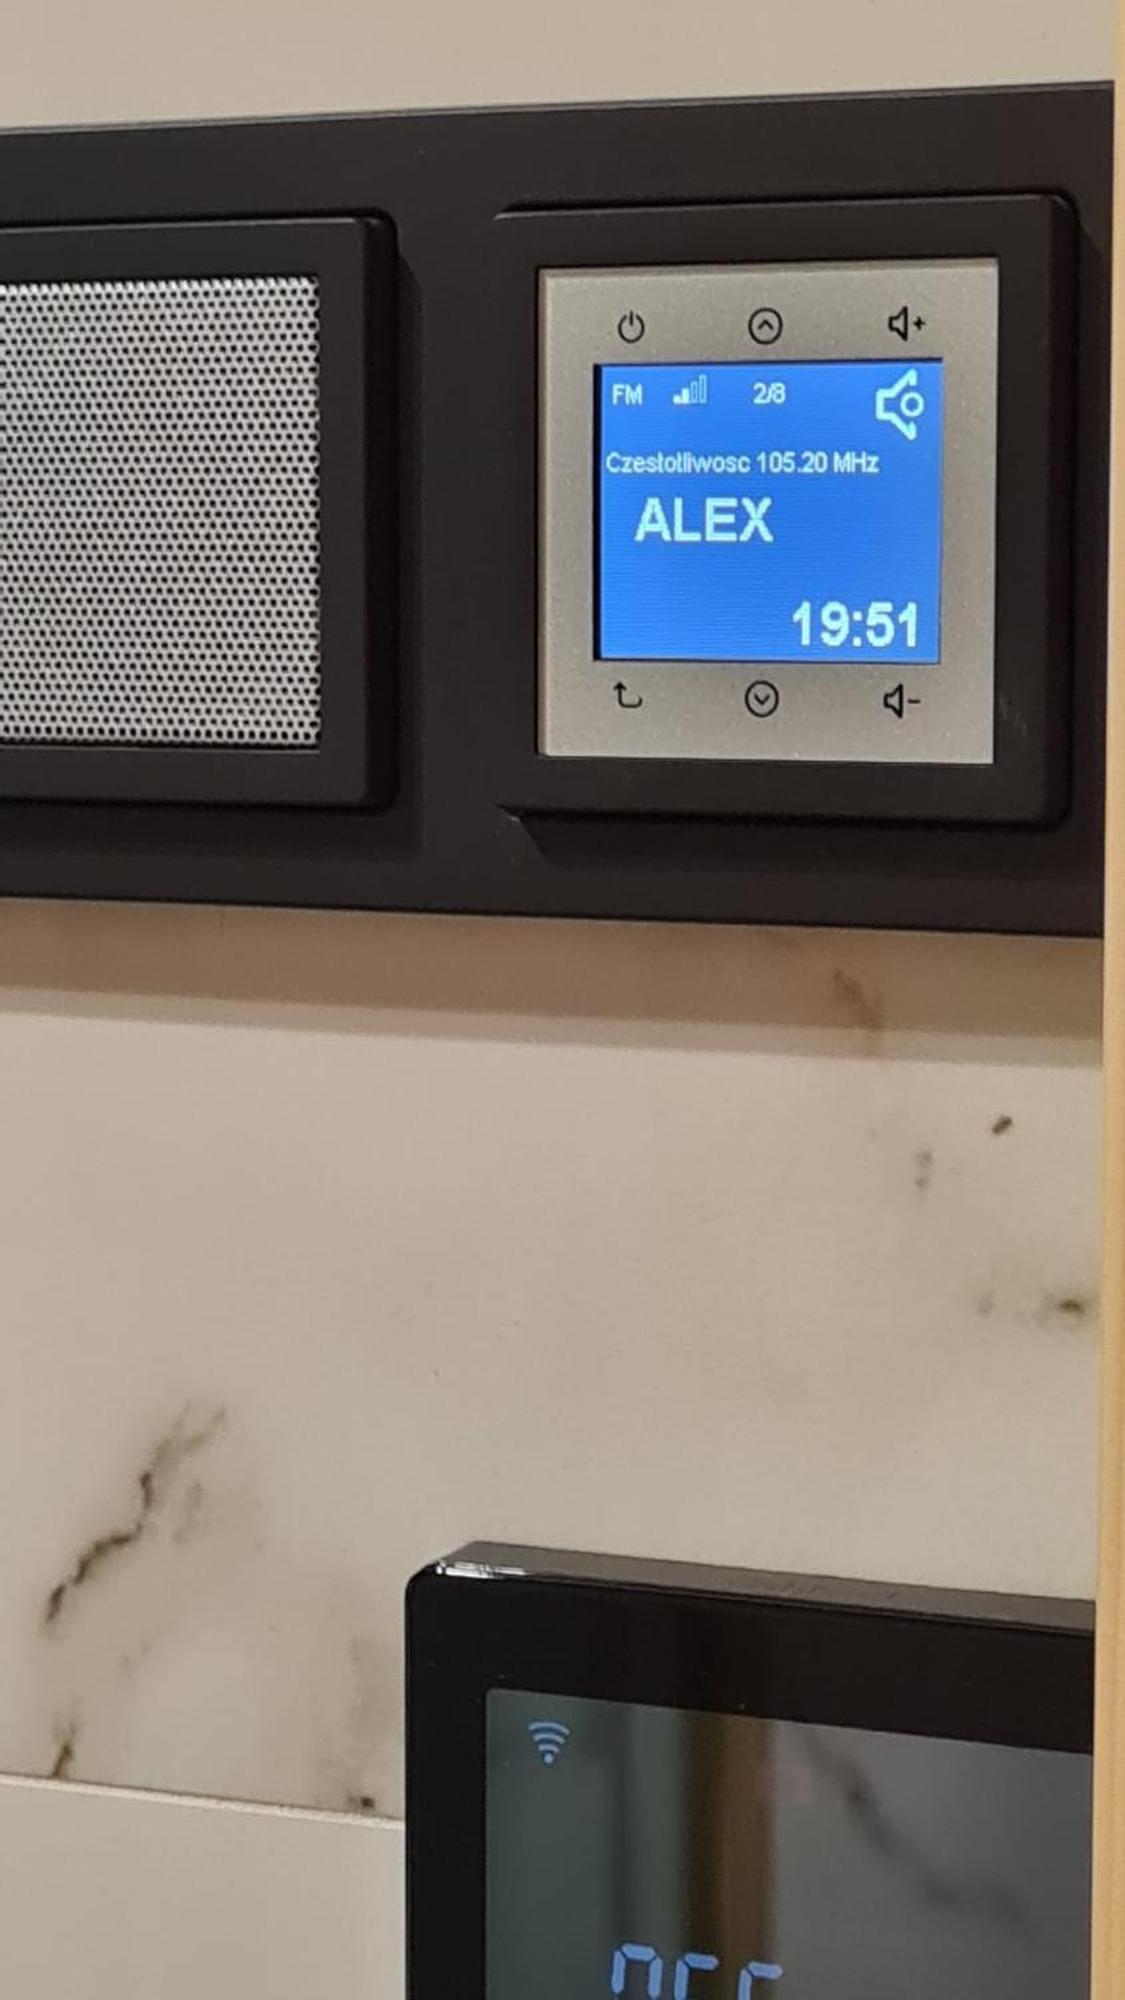 FM 2/8
Czestotliwosc 105.20 MHz
ALEX
19:51